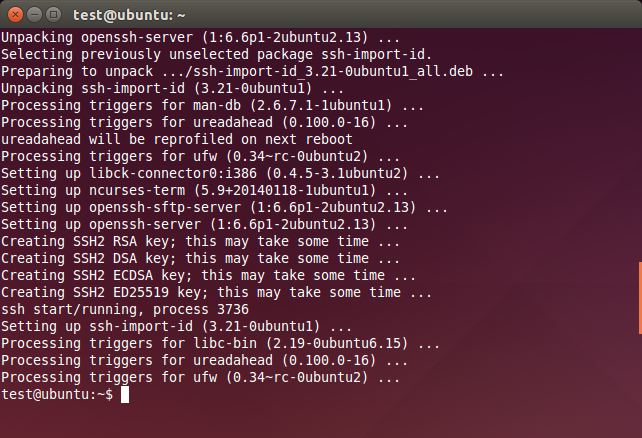 test@ubuntu: ~
Unpacking openssh-server (1:6.6p1-2ubuntu2.13) ...
Selecting previously unselected package ssh-import-id.
Preparing to unpack .../ssh-import-id_3.21-0ubuntu1_all.deb ...
Unpacking ssh-import-id (3.21-0ubuntu1) ...
Processing triggers for man-db (2.6.7.1-1ubuntu1) ...
Processing triggers for ureadahead (0.100.0-16) ...
ureadahead will be reprofiled on next reboot
Processing triggers for ufw (0.34~rc-0ubuntu2) ...
Setting up libck-connector0:i386 (0.4.5-3.1ubuntu2) ...
Setting up ncurses-term (5.9+20140118-1ubuntu1) ...
Setting up openssh-sftp-server (1:6.6p1-2ubuntu2.13) ...
Setting up openssh-server (1:6.6p1-2ubuntu2.13) ...
Creating SSH2 RSA key; this may take some time ...
Creating SSH2 DSA key; this may take some time ...
Creating SSH2 ECDSA key; this may take some time ...
Creating SSH2 ED25519 key; this may take some time ...
ssh start/running, process 3736
Setting up ssh-import-id (3.21-0ubuntu1) ...
Processing triggers for libc-bin (2.19-0ubuntu6.15) ...
Processing triggers for ureadahead (0.100.0-16) ...
Processing triggers for ufw (0.34~rc-0ubuntu2) ...
test@ubuntu:~$